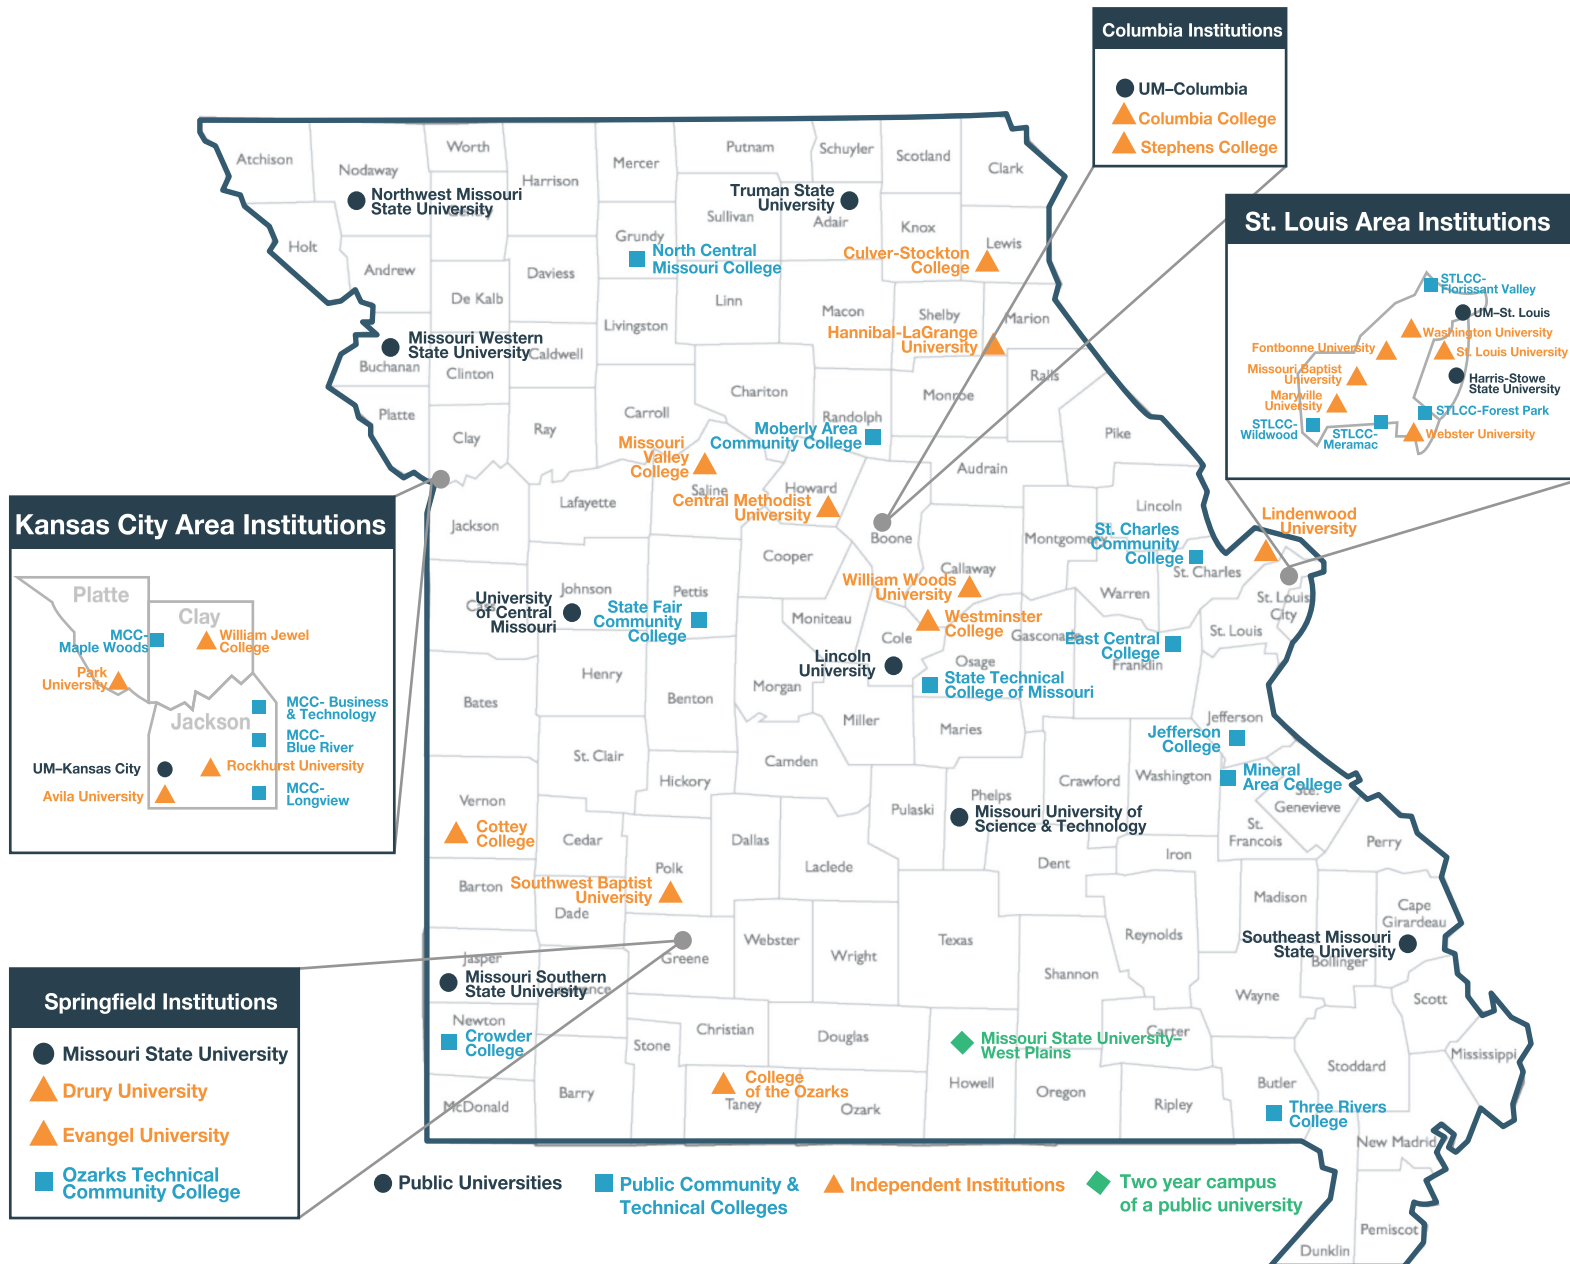 Columbia Institutions
UM–Columbia
Columbia College
Stephens College
St. Louis Area Institutions
STLCC-
Florissant Valley
UM–St. Louis
Washington University
Fontbonne University
St. Louis University
Missouri Baptist
University
Harris-Stowe
State University
Maryville
University
STLCC-Forest Park
STLCC-
Wildwood
STLCC-
Meramac
Webster University
Atchison
Nodaway
Worth
Harrison
Mercer
Putnam
Schuyler
Scotland
Clark
Northwest Missouri
State University
Gentry
Truman State
University
Sullivan
Adair
Knox
Lewis
Holt
Andrew
Grundy
North Central
Missouri College
Culver-Stockton
College
De Kalb
Daviess
Linn
Macon
Shelby
Marion
Livingston
Hannibal-LaGrange
University
Missouri Western
State University
Caldwell
Buchanan
Clinton
Chariton
Monroe
Ralls
Platte
Clay
Ray
Carroll
Randolph
Moberly Area
Community College
Pike
Missouri
Valley
College
Saline
Audrain
Howard
Central Methodist
University
Lafayette
Jackson
Boone
Lincoln
Montgomery
Lindenwood
University
St. Charles
Community
College
St. Charles
Kansas City Area Institutions
Platte
Clay
MCC-
Maple Woods
William Jewel
College
Park
University
MCC- Business
& Technology
Jackson
MCC-
Blue River
UM–Kansas City
Rockhurst University
Avila University
MCC-
Longview
Cooper
Callaway
William Woods
University
Warren
St. Louis
City
Johnson
Pettis
Cass
University
of Central
Missouri
State Fair
Community
College
Moniteau
Westminster
College
Cole
Gasconade
East Central
College
St. Louis
Franklin
Lincoln
University
Osage
State Technical
College of Missouri
Henry
Bates
Benton
Morgan
Miller
Maries
Jefferson
Jefferson
College
St. Clair
Camden
Hickory
Crawford
Washington
Mineral
Area College
Ste.
Genevieve
Vernon
Cottey
College
Pulaski
Phelps
Missouri University of
Science & Technology
Cedar
Dallas
Laclede
St.
Francois
Perry
Polk
Dent
Iron
Barton
Southwest Baptist
University
Dade
Madison
Cape
Girardeau
Webster
Wright
Texas
Reynolds
Southeast Missouri
State University
Bollinger
Greene
Jasper
Missouri Southern
State University
Lawrence
Shannon
Wayne
Scott
Newton
Crowder
College
Christian
Stone
Douglas
Missouri State University–
West Plains
Carter
Stoddard
Mississippi
Howell
Oregon
Butler
Barry
College
of the Ozarks
Taney
Ozark
McDonald
Ripley
Three Rivers
College
New Madrid
Pemiscot
Dunklin
Springfield Institutions
Missouri State University
Drury University
Evangel University
Ozarks Technical
Community College
Public Universities
Public Community &
Technical Colleges
Independent Institutions
Two year campus
of a public university